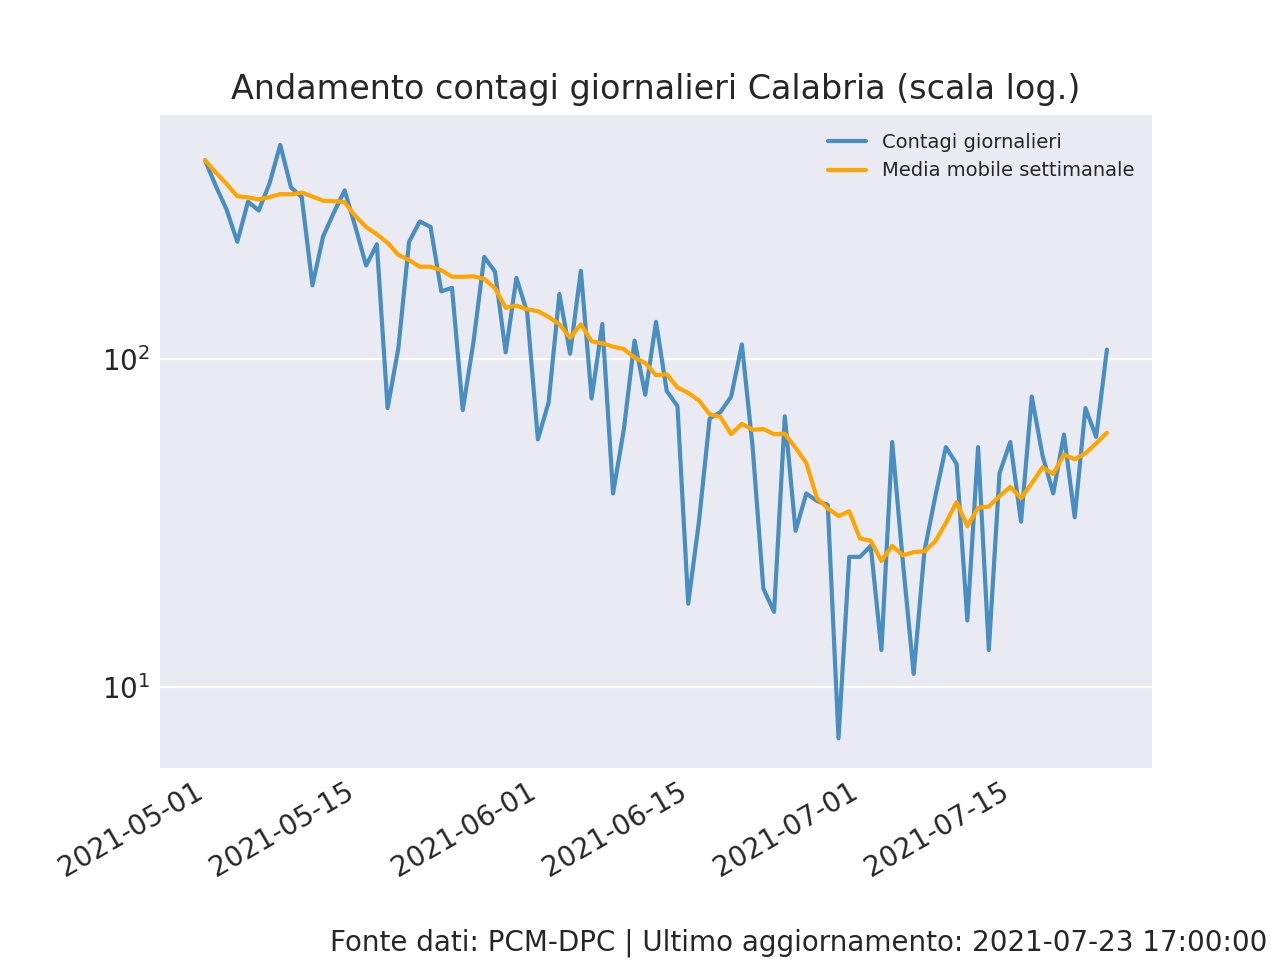 Andamento contagi giornalieri Calabria (scala log.)
Contagi giornalieri
Media mobile settimanale
10²
10¹
2021-05-01
2021-05-15
2021-06-01
2021-06-15
2021-07-01
2021-07-15
Fonte dati: PCM-DPC | Ultimo aggiornamento: 2021-07-23 17:00:00